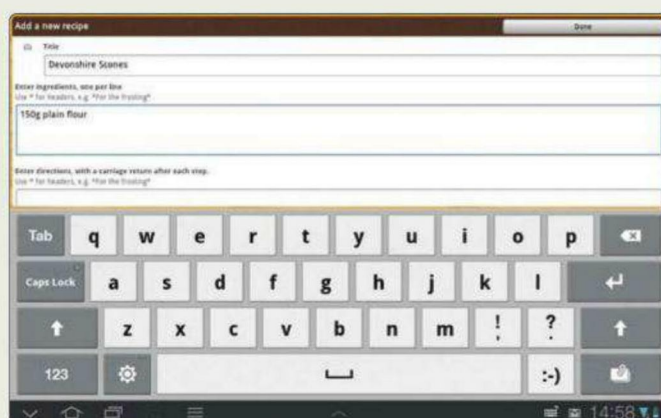 Add a new recipe Done
Title
Devonshire Scones
Enter ingredients, one per line
Use * for headers, e.g. *For the frosting*
150g plain flour
Enter directions, with a carriage return after each step.
Use * for headers, e.g. *For the frosting*
Tab q w e r t y u i o p
Caps Lock a s d f g h j k l
z x c v b n m ! , ? .
123 :-)
14:58